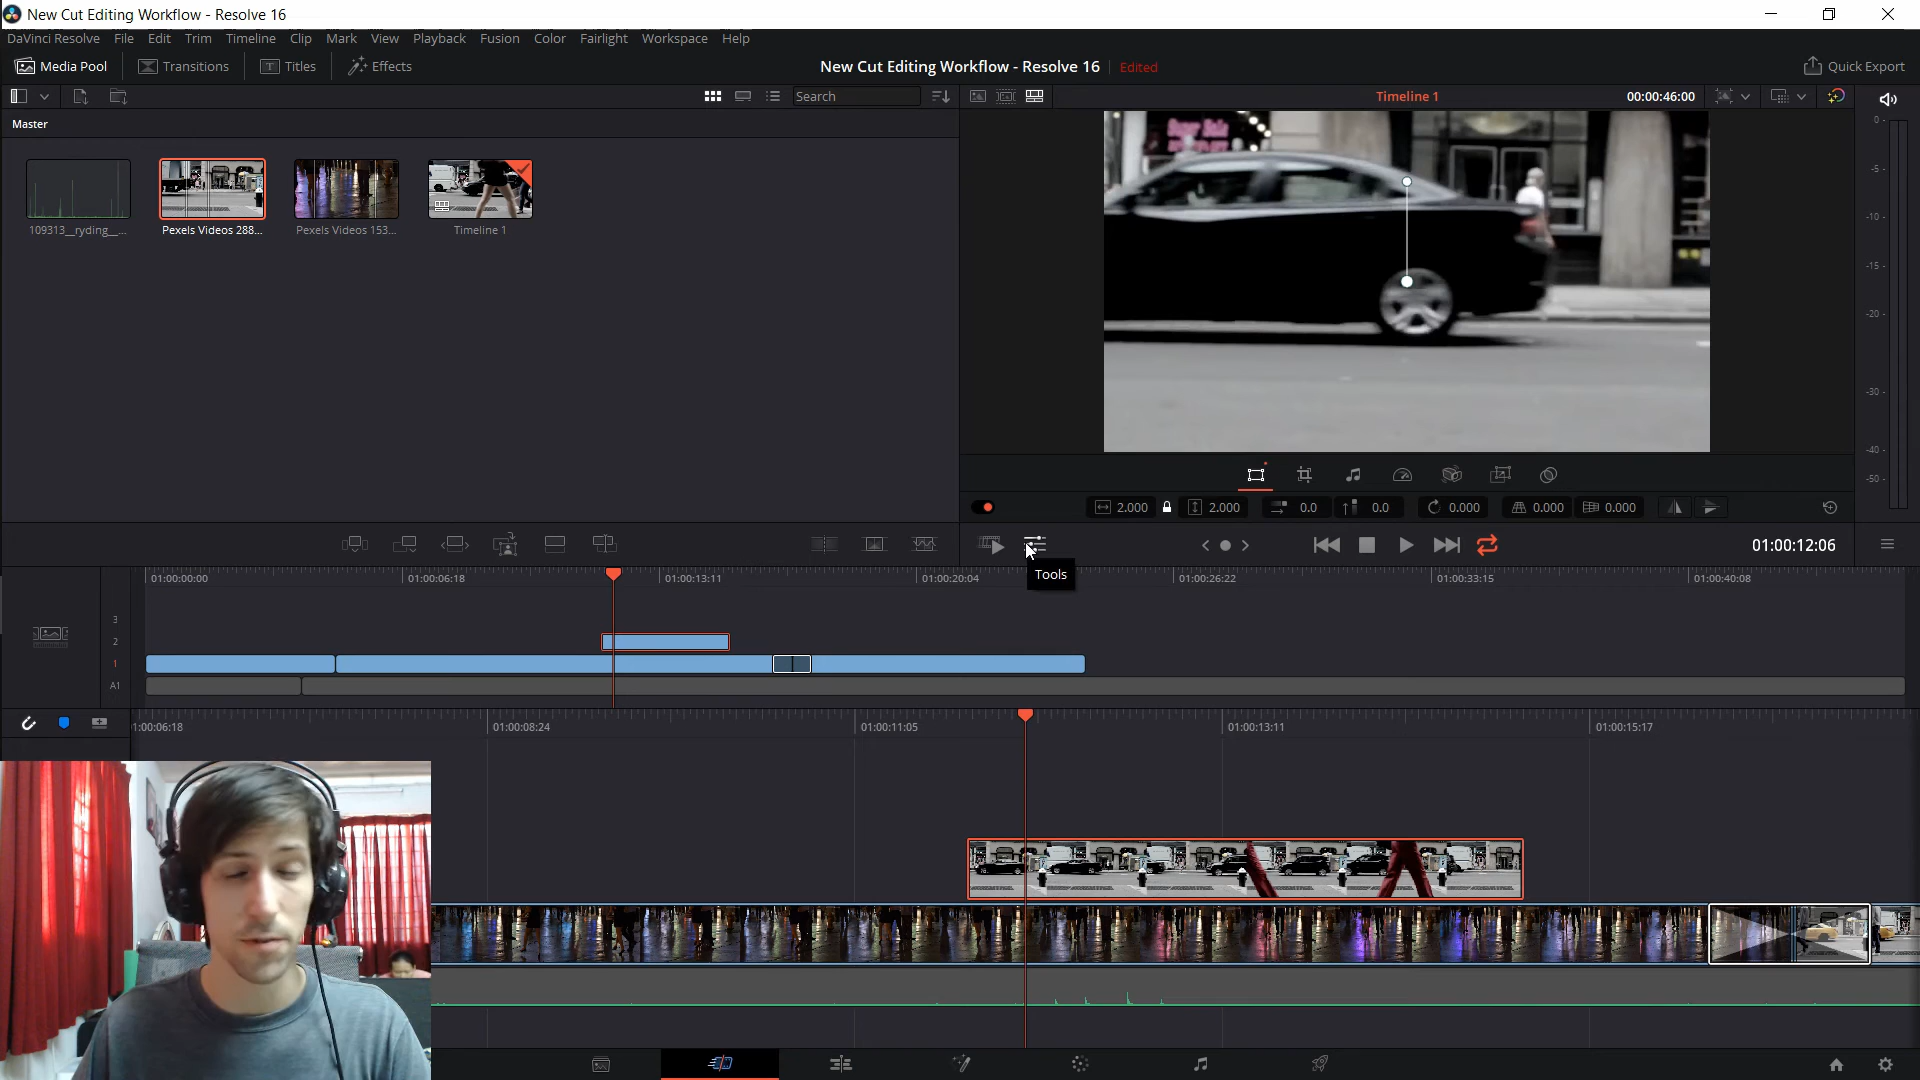 New Cut Editing Workflow - Resolve 16
DaVinci Resolve File Edit Trim Timeline Clip Mark View Playback Fusion Color Fairlight Workspace Help
Media Pool Transitions Titles Effects New Cut Editing Workflow - Resolve 16 Edited Quick Export
Search Timeline 1 00:00:46:00
Master
109313__ryding__... Pexels Videos 288... Pexels Videos 153... Timeline 1
0 -
-5 -
-10 -
-15 -
-20 -
-30 -
-40 -
-50 -
2.000 2.000 0.0 0.0 0.000 0.000 0.000
01:00:12:06
Tools
01:00:00:00 01:00:06:18 01:00:13:11 01:00:20:04 01:00:26:22 01:00:33:15 01:00:40:08
3
2
1
A1
1:00:06:18 01:00:08:24 01:00:11:05 01:00:13:11 01:00:15:17